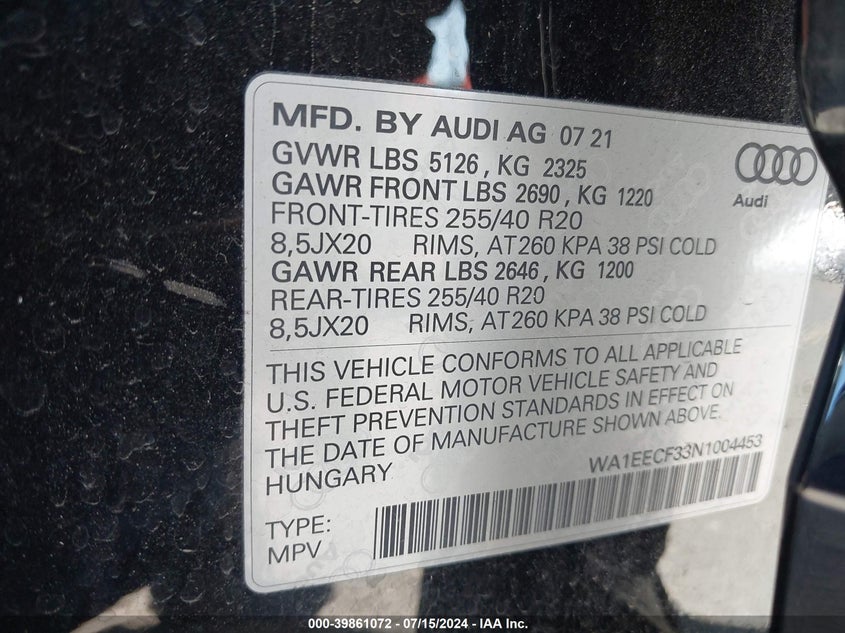 MFD. BY AUDI AG 07 21
GVWR LBS 5126, KG 2325
GAWR FRONT LBS 2690, KG 1220
FRONT-TIRES 255/40 R20
8,5JX20 RIMS, AT 260 KPA 38 PSI COLD
GAWR REAR LBS 2646, KG 1200
REAR-TIRES 255/40 R20
8,5JX20 RIMS, AT 260 KPA 38 PSI COLD
Audi
THIS VEHICLE CONFORMS TO ALL APPLICABLE
U.S. FEDERAL MOTOR VEHICLE SAFETY AND
THEFT PREVENTION STANDARDS IN EFFECT ON
THE DATE OF MANUFACTURE SHOWN ABOVE.
HUNGARY
WA1EECF33N1004453
TYPE:
MPV
000-39861072 - 07/15/2024 - IAA Inc.